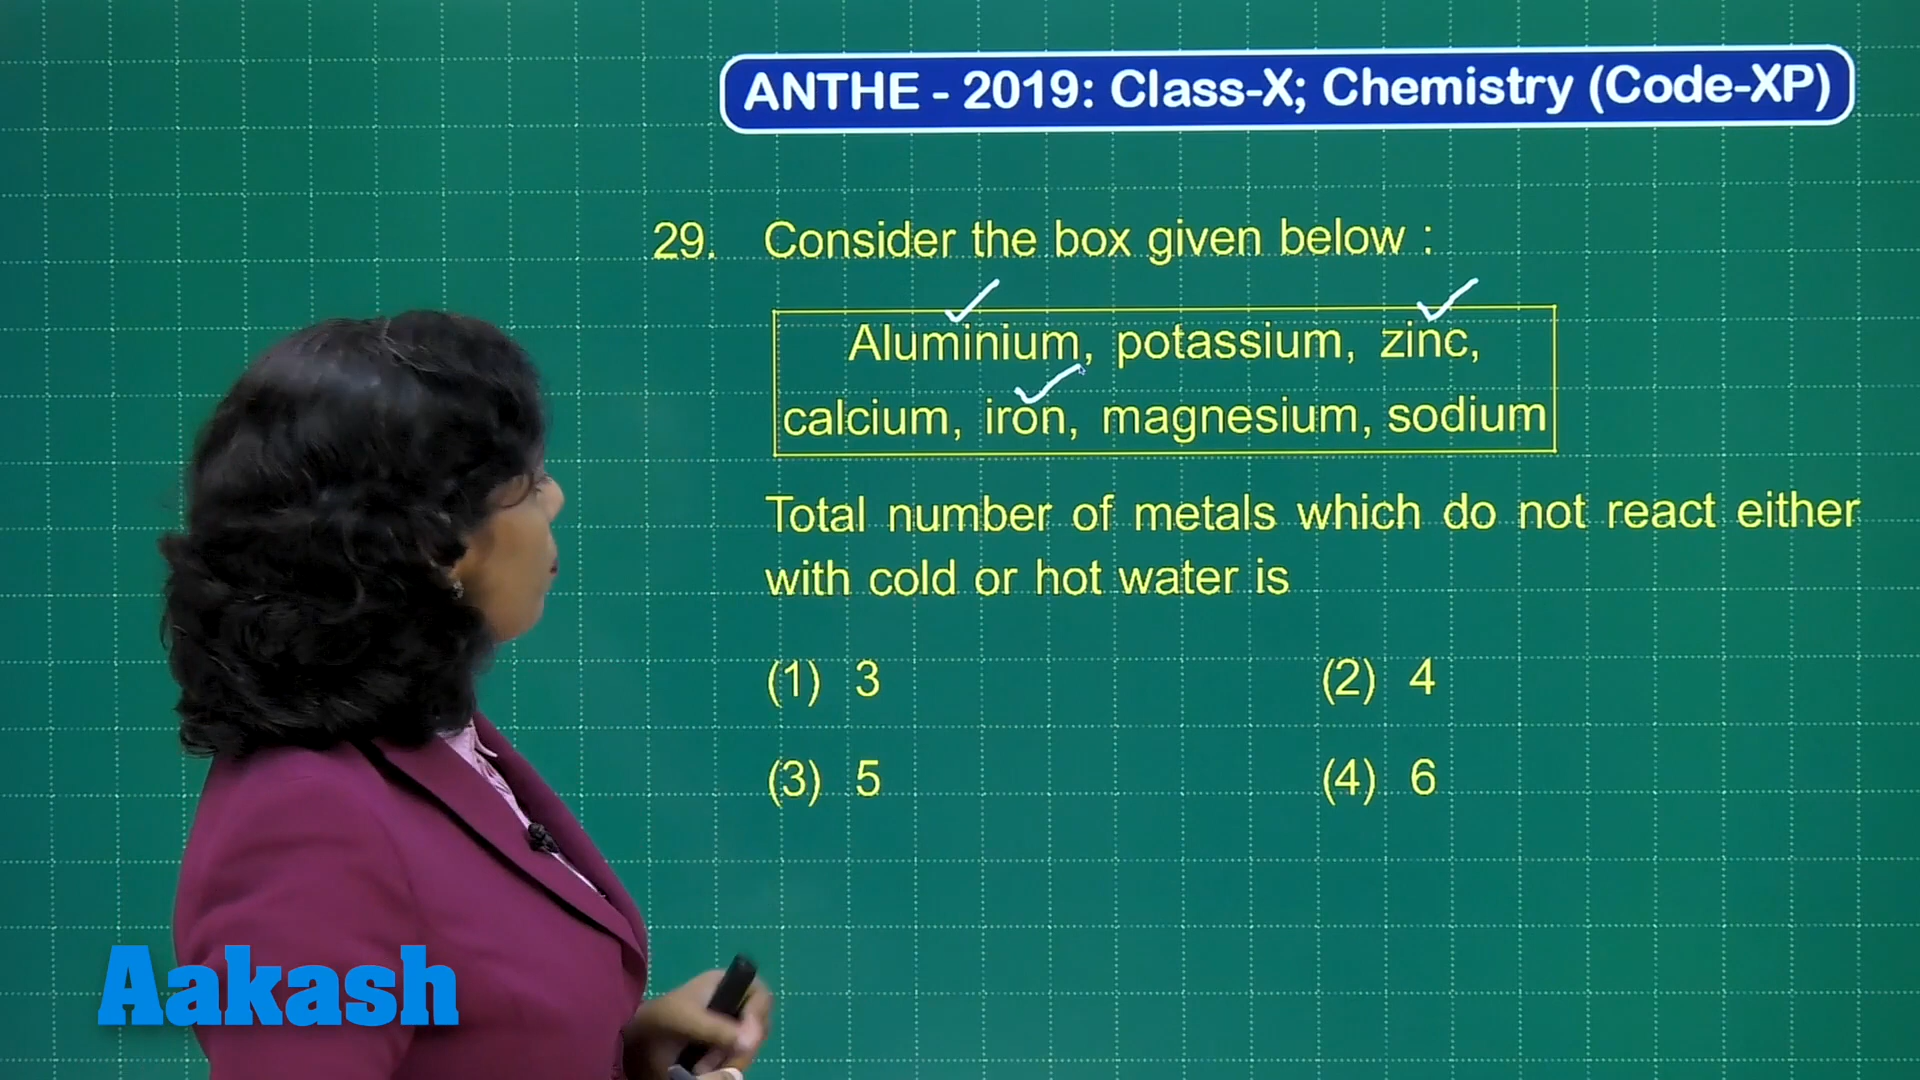 ANTHE - 2019: Class-X; Chemistry (Code-XP)
29. Consider the box given below :
Aluminium, potassium, zinc,
calcium, iron, magnesium, sodium
Total number of metals which do not react either
with cold or hot water is
(1) 3 (2) 4
(3) 5 (4) 6
Aakash